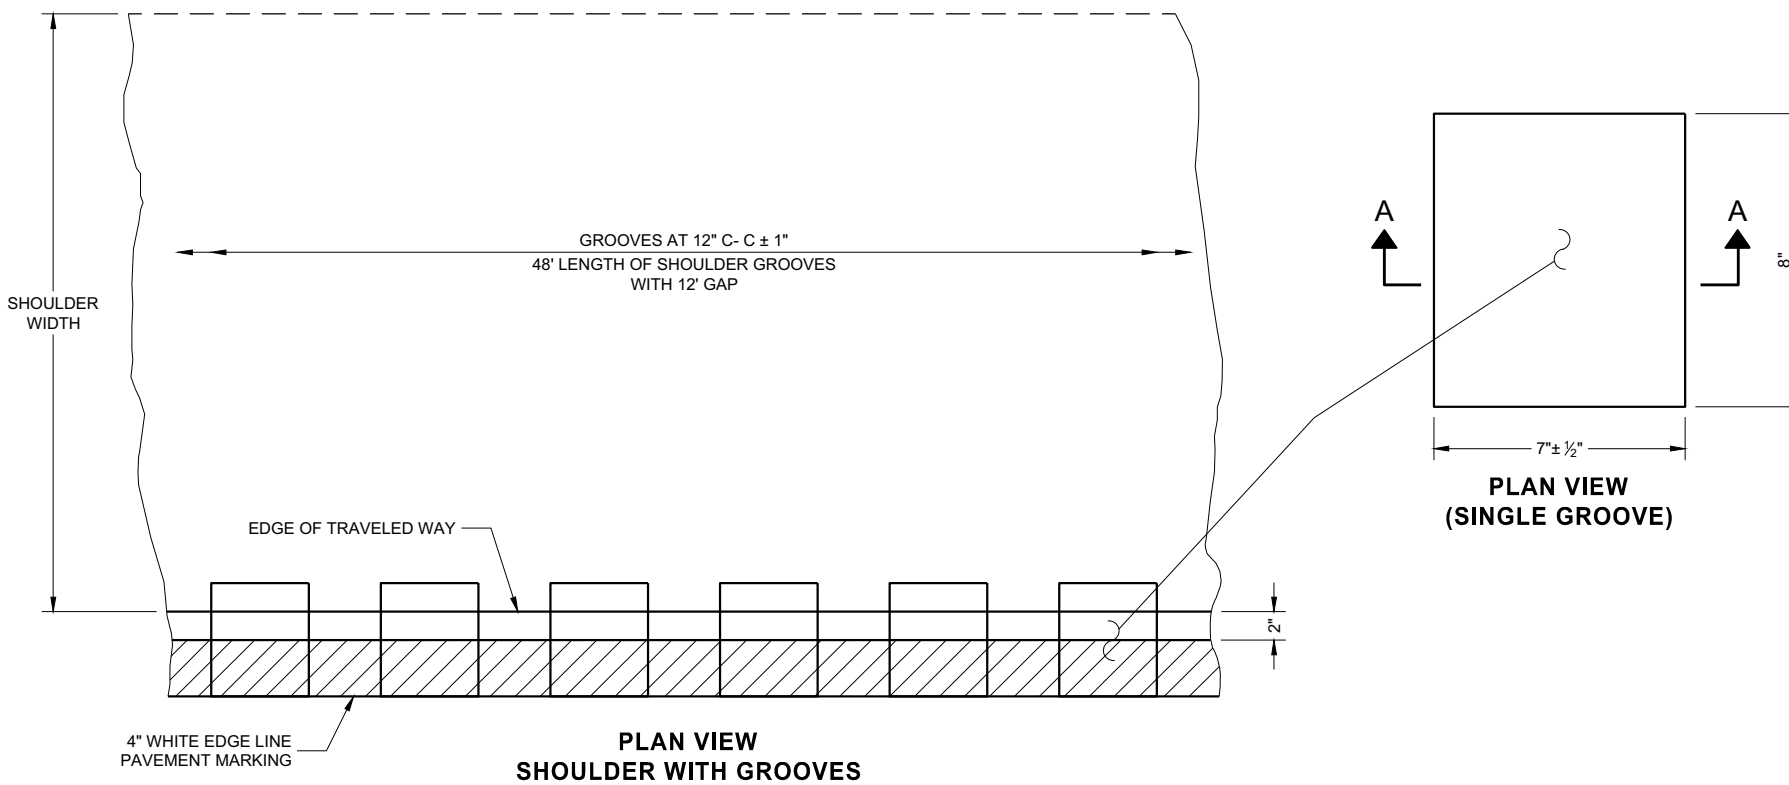 GROOVES AT 12" C- C ± 1"
48' LENGTH OF SHOULDER GROOVES
WITH 12' GAP
SHOULDER
WIDTH
EDGE OF TRAVELED WAY
2"
4" WHITE EDGE LINE
PAVEMENT MARKING
PLAN VIEW
SHOULDER WITH GROOVES
A
A
8"
7"± ½"
PLAN VIEW
(SINGLE GROOVE)